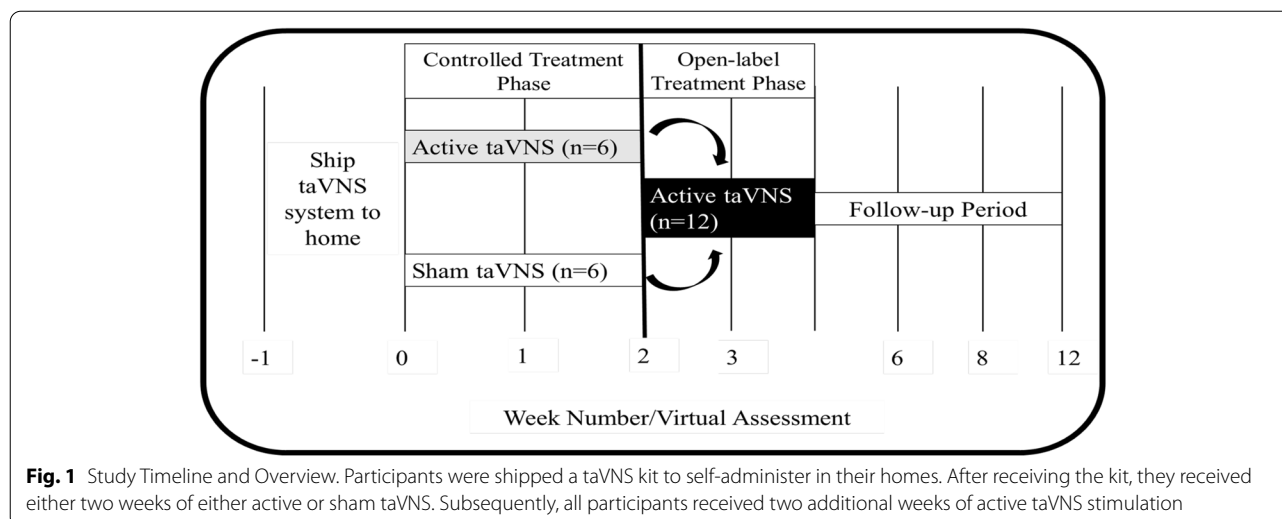 Controlled Treatment
Phase
Open-label
Treatment Phase
Active taVNS (n=6)
Ship
taVNS
system to
home
Active taVNS
(n=12)
Follow-up Period
Sham taVNS (n=6)
-1 0 1 2 3 6 8 12
Week Number/Virtual Assessment
Fig. 1 Study Timeline and Overview. Participants were shipped a taVNS kit to self-administer in their homes. After receiving the kit, they received
either two weeks of either active or sham taVNS. Subsequently, all participants received two additional weeks of active taVNS stimulation